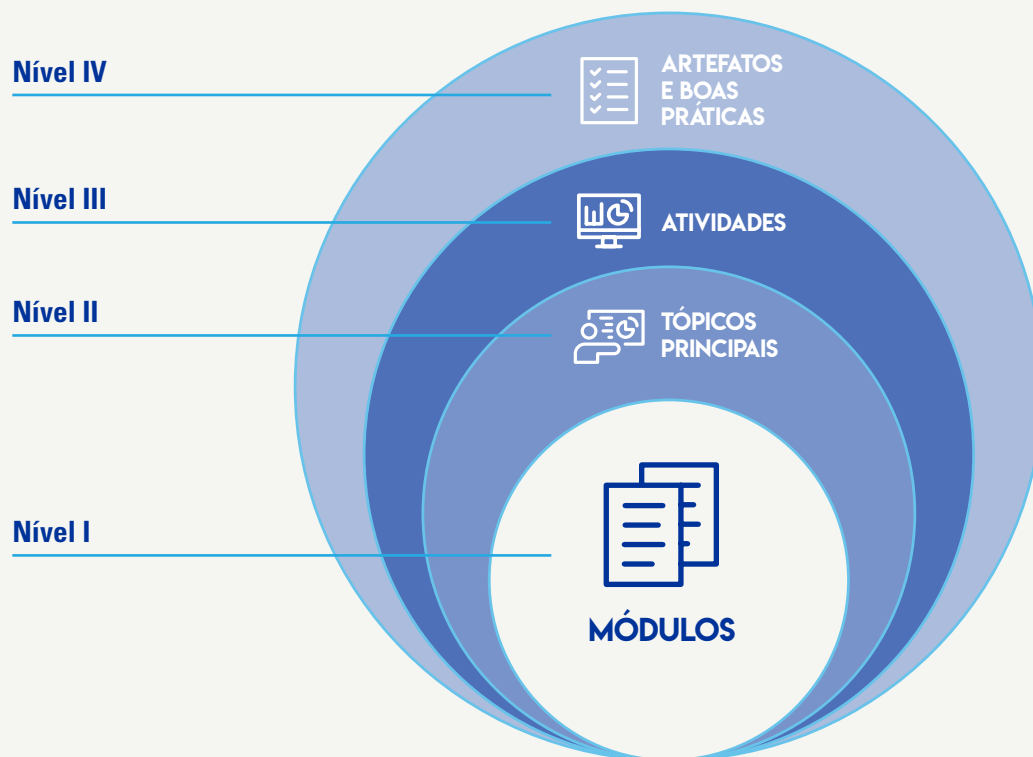 Nível IV
ARTEFATOS
E BOAS
PRÁTICAS
Nível III
ATIVIDADES
Nível II
TÓPICOS
PRINCIPAIS
Nível I
MÓDULOS